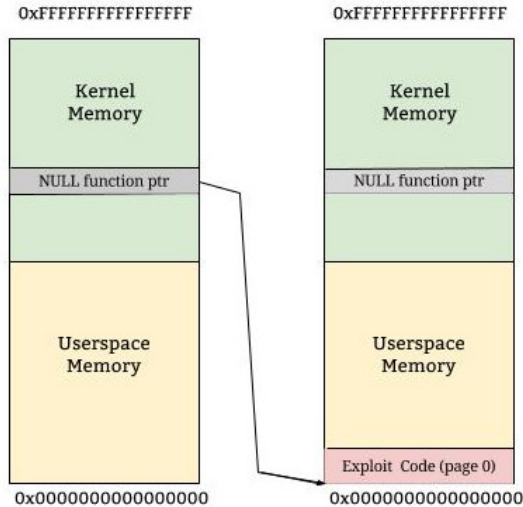 0xFFFFFFFFFFFFFFFF
Kernel
Memory
NULL function ptr
Userspace
Memory
0x0000000000000000
0xFFFFFFFFFFFFFFFF
Kernel
Memory
NULL function ptr
Userspace
Memory
Exploit Code (page 0)
0x0000000000000000